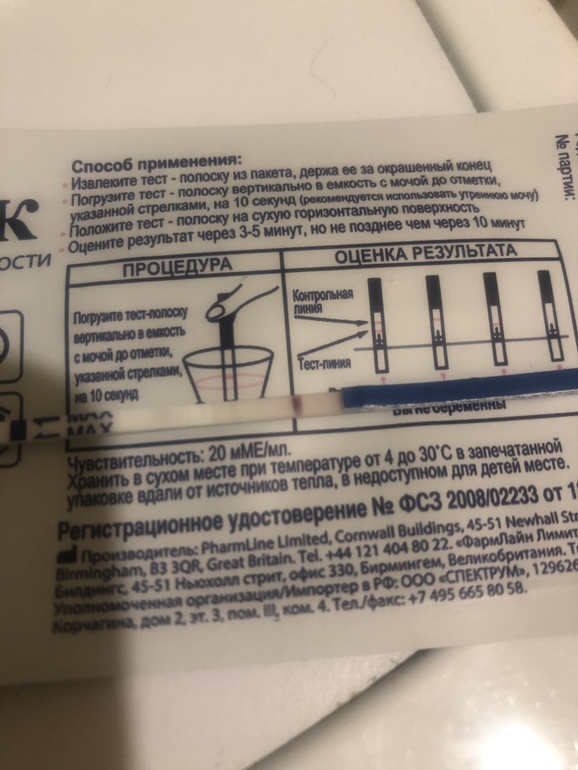 Способ применения:
Извлеките тест - полоску из пакета, держа ее за окрашенный конец
Погрузите тест - полоску вертикально в емкость с мочой до отметки,
указанной стрелками, на 10 секунд (рекомендуется использовать утреннюю мочу)
Положите тест - полоску на сухую горизонтальную поверхность
Оцените результат через 3-5 минут, но не позднее чем через 10 минут
К
ОСТИ
№ партии:
ПРОЦЕДУРА
Погрузите тест-полоску
вертикально в емкость
с мочой до отметки,
указанной стрелками,
на 10 секунд
ОЦЕНКА РЕЗУЛЬТАТА
Контрольная
линия
Тест-линия
MAX
MAX
Вы не беременны
Чувствительность: 20 мМЕ/мл.
Хранить в сухом месте при температуре от 4 до 30°C в запечатанной
упаковке вдали от источников тепла, в недоступном для детей месте.
Регистрационное удостоверение № ФСЗ 2008/02233 от 1
Производитель: PharmLine Limited, Cornwall Buildings, 45-51 Newhall Str
Birmingham, B3 3QR, Great Britain. Tel. +44 121 404 80 22. «ФармЛайн Лимит
Билдингс, 45-51 Ньюхолл стрит, офис 330, Бирмингем, Великобритания. Т
Уполномоченная организация/Импортер в РФ: ООО «СПЕКТРУМ», 129626
Корчагина, дом 2, эт. 3, пом. III, ком. 4. Тел./факс: +7 495 665 80 58.